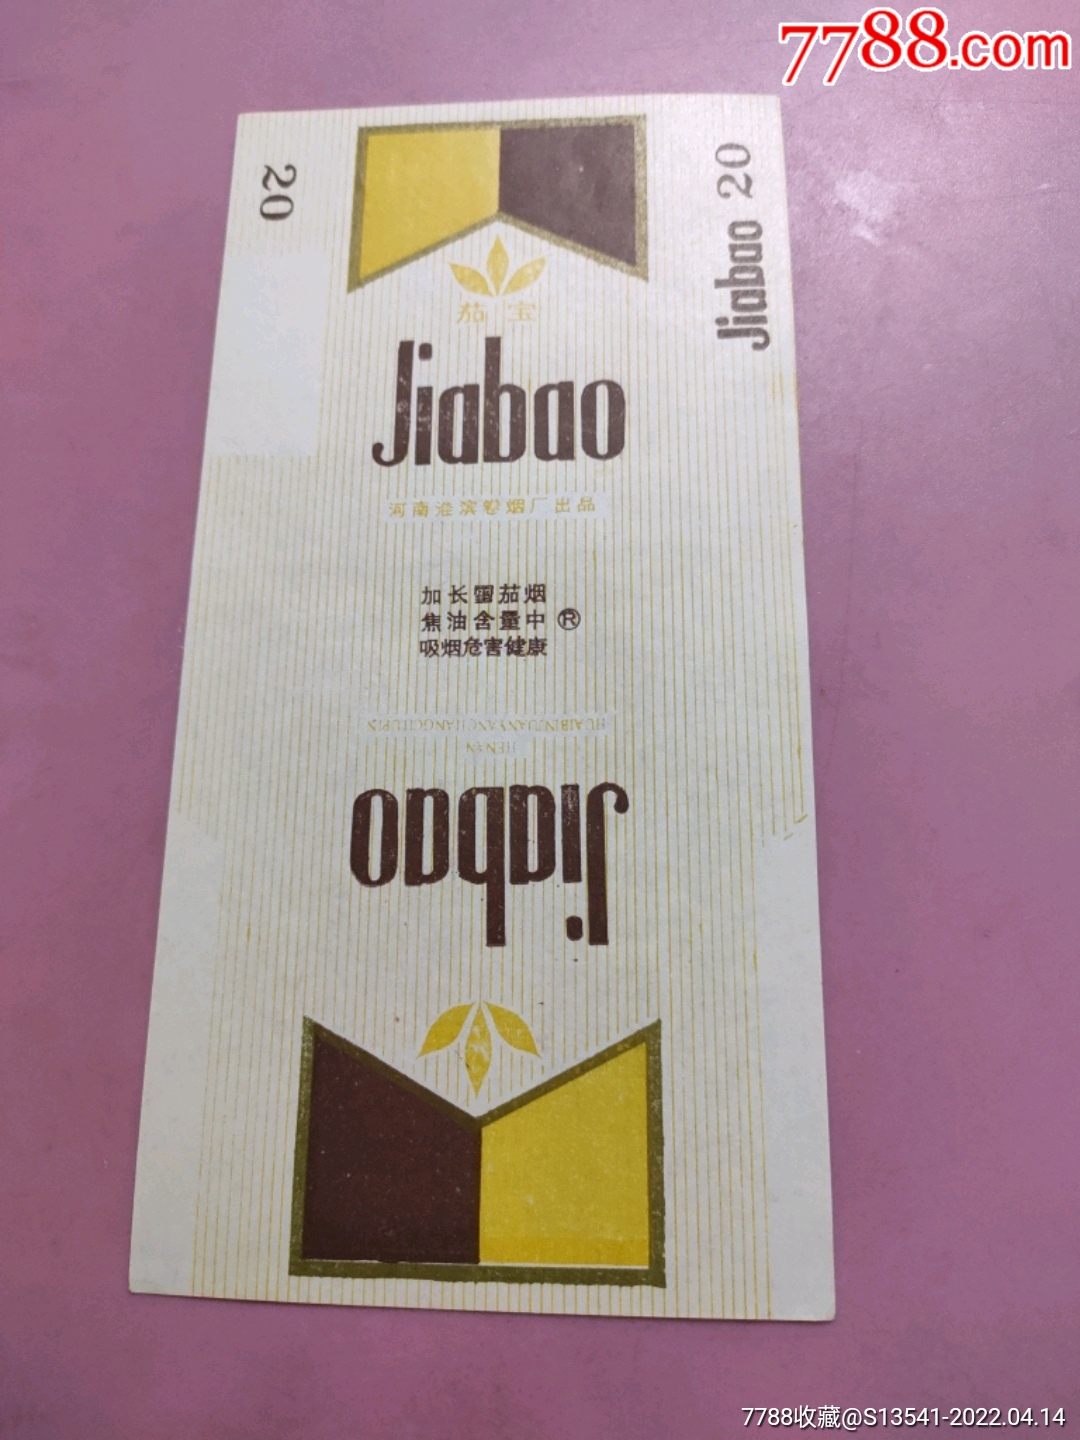 7788.com
20
Jiabao 20
茄宝
Jiabao
河南淮滨卷烟厂出品
加长雪茄烟
焦油含量中 ®
吸烟危害健康
Jiabao
HENAN
HUAIBINJUANYANCHANGCHUPIN
7788收藏@S13541-2022.04.14